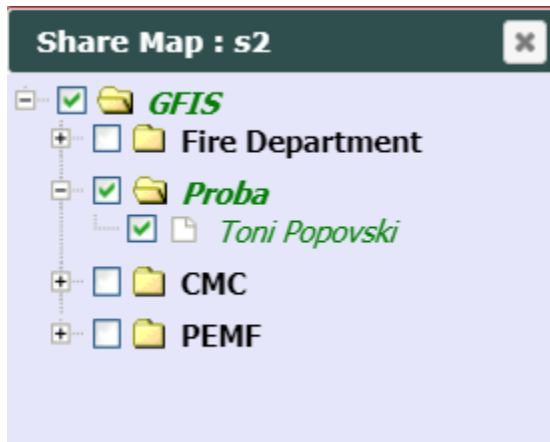 Share Map : s2
GFIS
Fire Department
Proba
Toni Popovski
CMC
PEMF